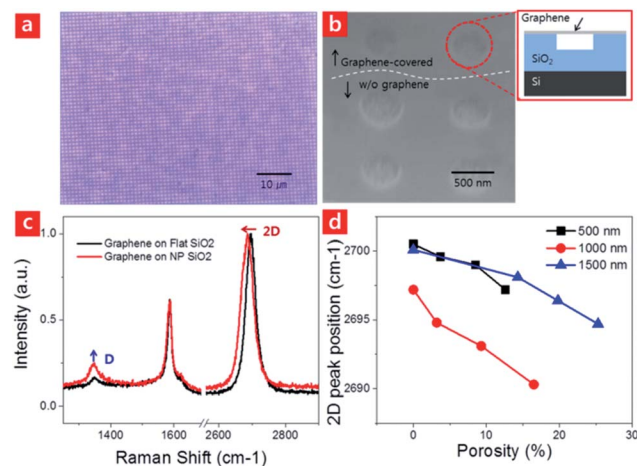 a
10 μm
b
Graphene-covered
w/o graphene
500 nm
Graphene
SiO2
Si
c
Intensity (a.u.)
1.0
0.5
0.0
Graphene on Flat SiO2
Graphene on NP SiO2
2D
D
1400
1600
2600
2800
Raman Shift (cm-1)
d
2D peak position (cm-1)
2700
2695
2690
500 nm
1000 nm
1500 nm
0
10
20
30
Porosity (%)